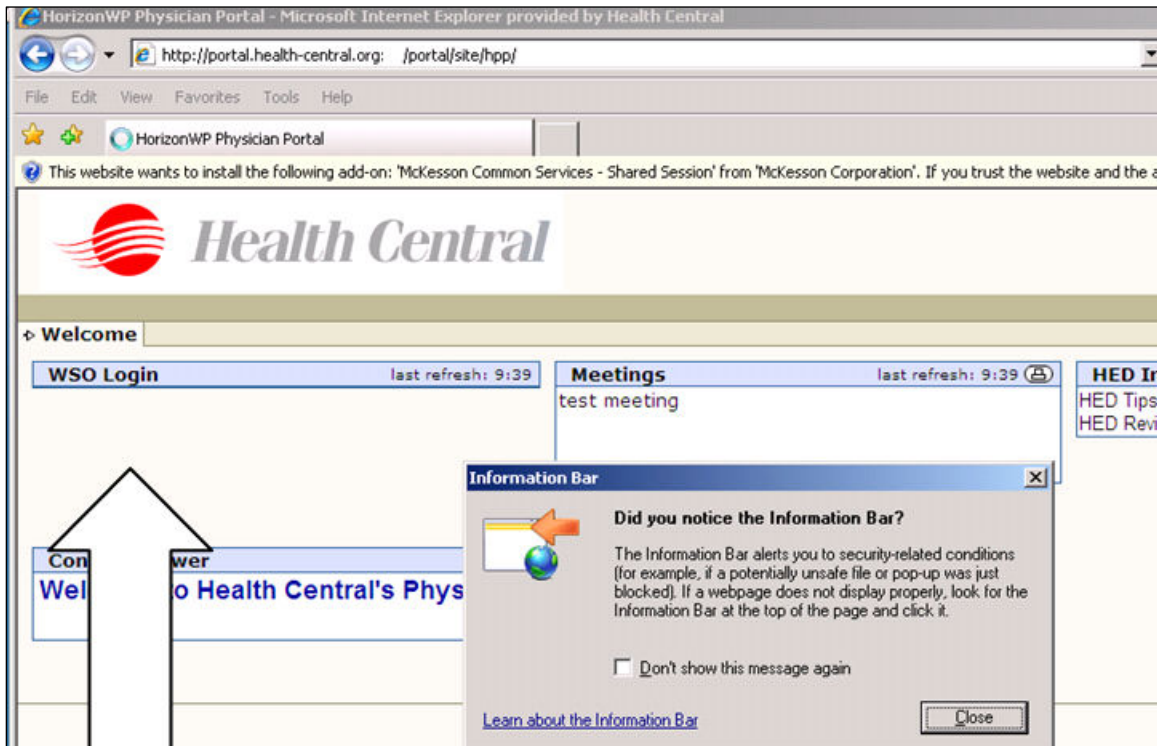 HorizonWP Physician Portal - Microsoft Internet Explorer provided by Health Central
http://portal.health-central.org: /portal/site/hpp/
File Edit View Favorites Tools Help
HorizonWP Physician Portal
This website wants to install the following add-on: 'McKesson Common Services - Shared Session' from 'McKesson Corporation'. If you trust the website and the a
Health Central
Welcome
WSO Login last refresh: 9:39
Meetings last refresh: 9:39
test meeting
HED In
HED Tips
HED Revi
Con wer
Wel o Health Central's Phys
Information Bar
Did you notice the Information Bar?
The Information Bar alerts you to security-related conditions
(for example, if a potentially unsafe file or pop-up was just
blocked). If a webpage does not display properly, look for the
Information Bar at the top of the page and click it.
Don't show this message again
Learn about the Information Bar
Close